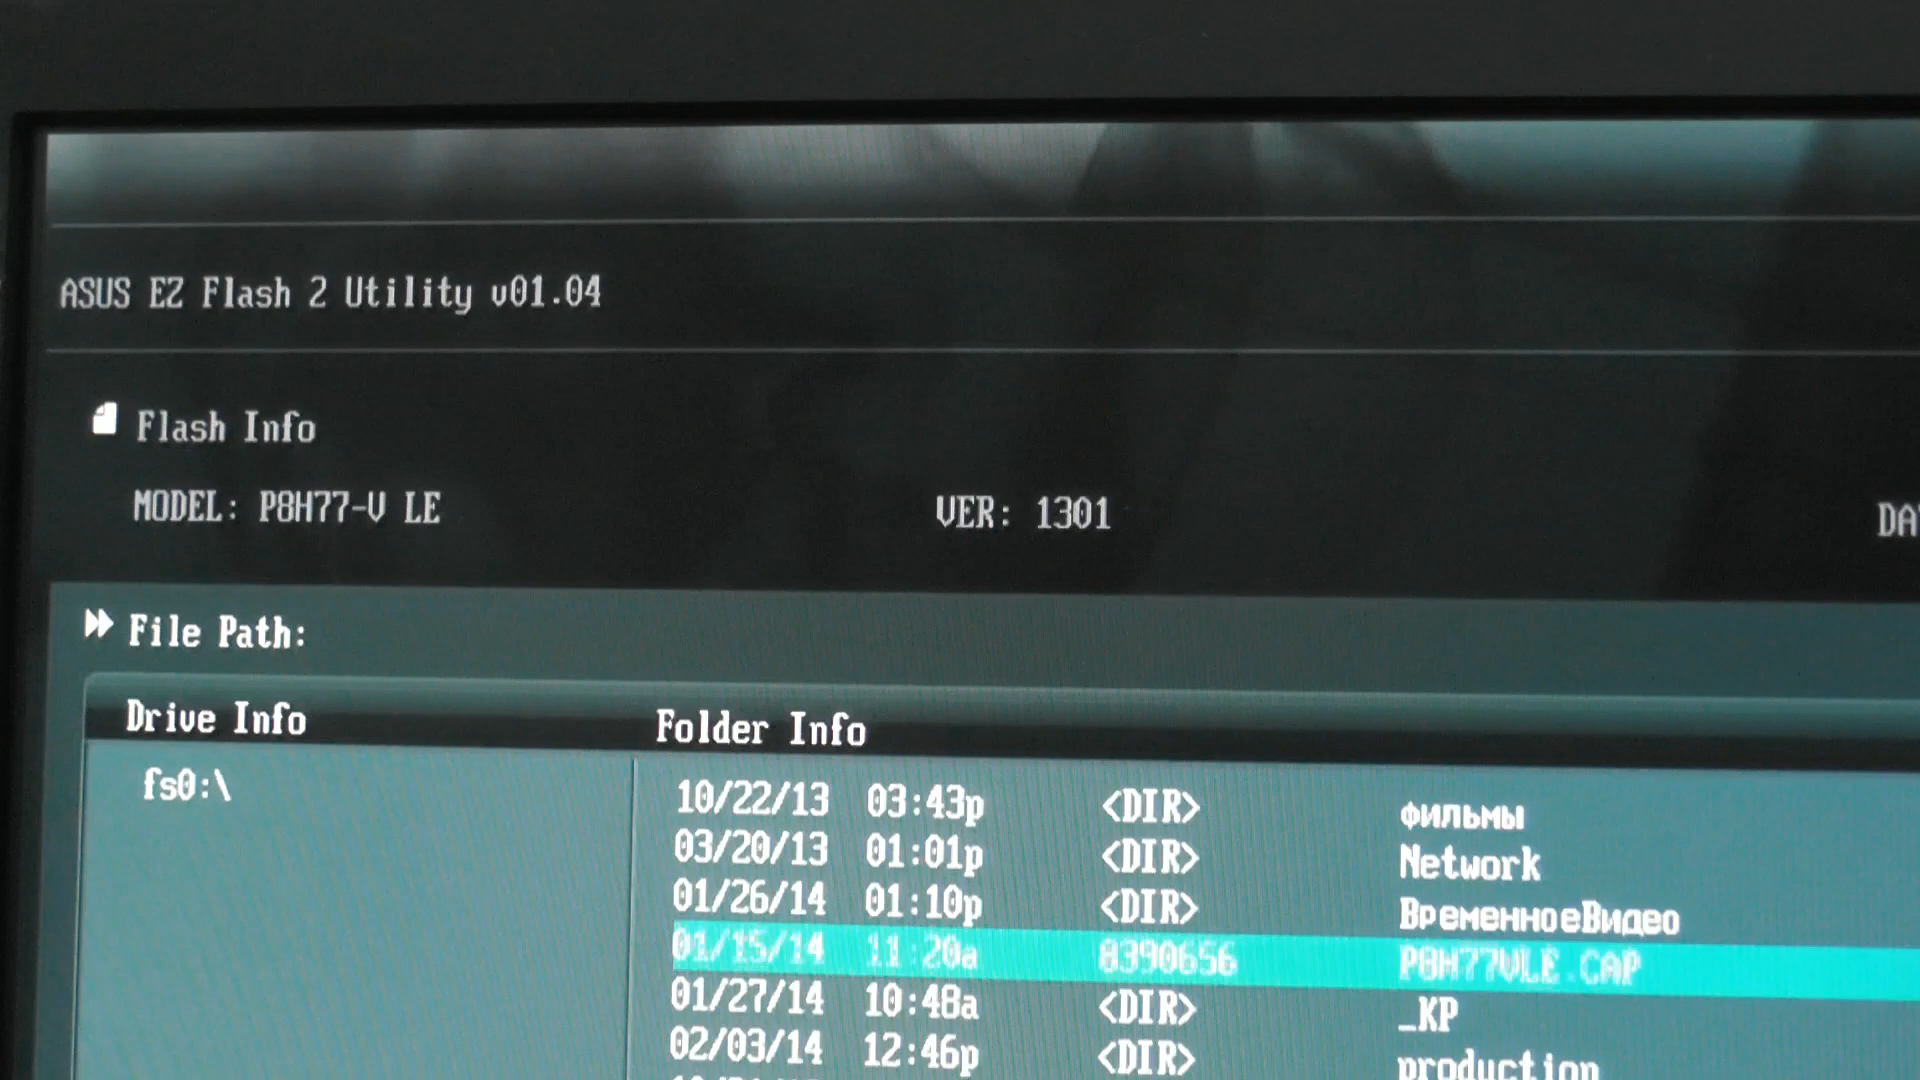 ASUS EZ Flash 2 Utility v01.04
Flash Info
MODEL: P8H77-V LE VER: 1301
File Path:
Drive Info Folder Info
fs0:\
10/22/13 03:43p <DIR> фильмы
03/20/13 01:01p <DIR> Network
01/26/14 01:10p <DIR> ВременноеВидео
01/15/14 11:20a 8390656 P8H77VLE.CAP
01/27/14 10:48a <DIR> _KP
02/03/14 12:46p <DIR> production